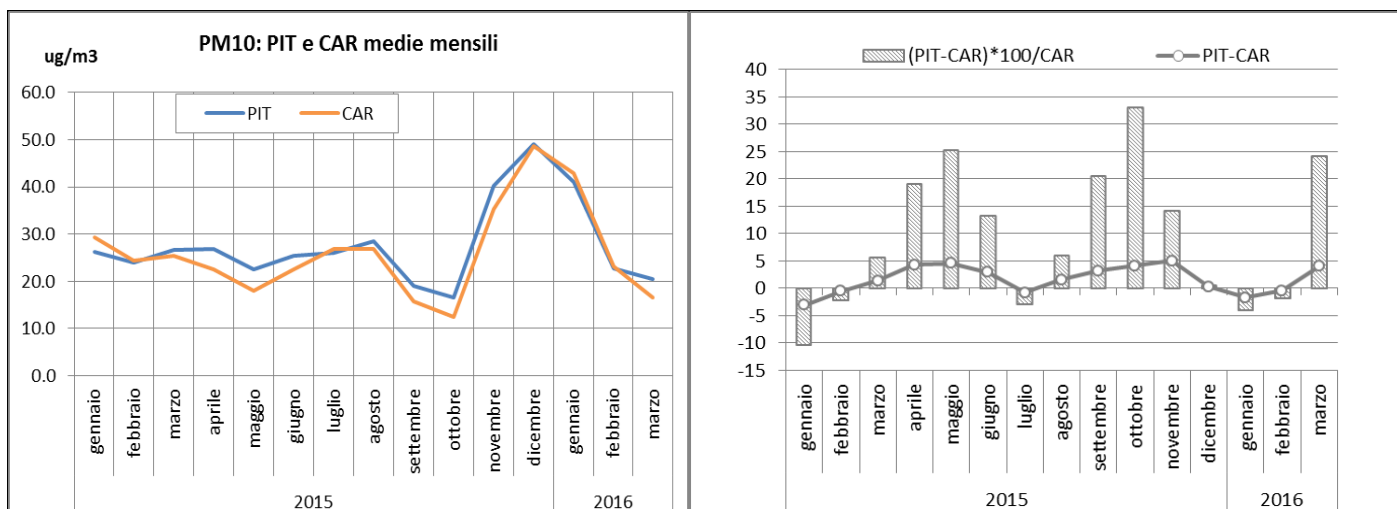 PM10: PIT e CAR medie mensili
ug/m3
60.0
50.0
40.0
30.0
20.0
10.0
0.0
PIT
CAR
gennaio
febbraio
marzo
aprile
maggio
giugno
luglio
agosto
settembre
ottobre
novembre
dicembre
gennaio
febbraio
marzo
2015
2016
(PIT-CAR)*100/CAR
PIT-CAR
40
35
30
25
20
15
10
5
0
-5
-10
-15
gennaio
febbraio
marzo
aprile
maggio
giugno
luglio
agosto
settembre
ottobre
novembre
dicembre
gennaio
febbraio
marzo
2015
2016